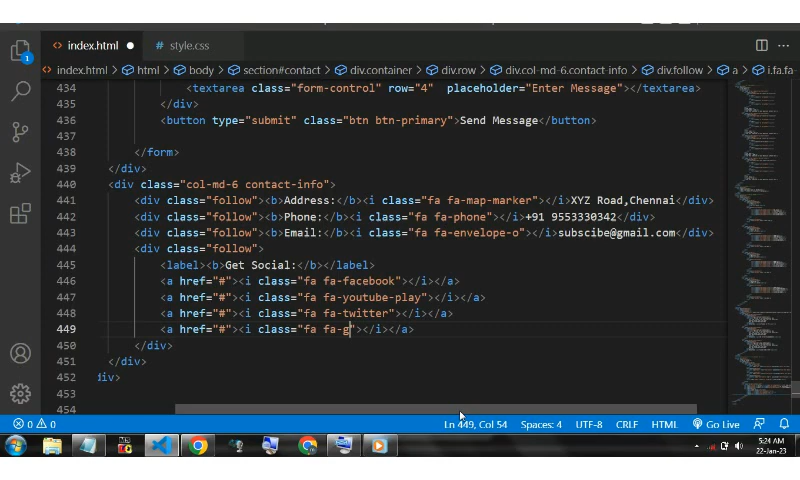 index.html
style.css
index.html > html > body > section#contact > div.container > div.row > div.col-md-6.contact-info > div.follow > a > i.fa.fa
434 <textarea class="form-control" row="4" placeholder="Enter Message"></textarea>
435 </div>
436 <button type="submit" class="btn btn-primary">Send Message</button>
437
438 </form>
439 </div>
440 <div class="col-md-6 contact-info">
441 <div class="follow"><b>Address:</b><i class="fa fa-map-marker"></i>XYZ Road,Chennai</div>
442 <div class="follow"><b>Phone:</b><i class="fa fa-phone"></i>+91 9553330342</div>
443 <div class="follow"><b>Email:</b><i class="fa fa-envelope-o"></i>subscibe@gmail.com</div>
444 <div class="follow">
445 <label><b>Get Social:</b></label>
446 <a href="#"><i class="fa fa-facebook"></i></a>
447 <a href="#"><i class="fa fa-youtube-play"></i></a>
448 <a href="#"><i class="fa fa-twitter"></i></a>
449 <a href="#"><i class="fa fa-g"></i></a>
450 </div>
451 </div>
452 div>
453
454
1
0 0 Ln 449, Col 54 Spaces: 4 UTF-8 CRLF HTML Go Live
5:24 AM
22-Jan-23